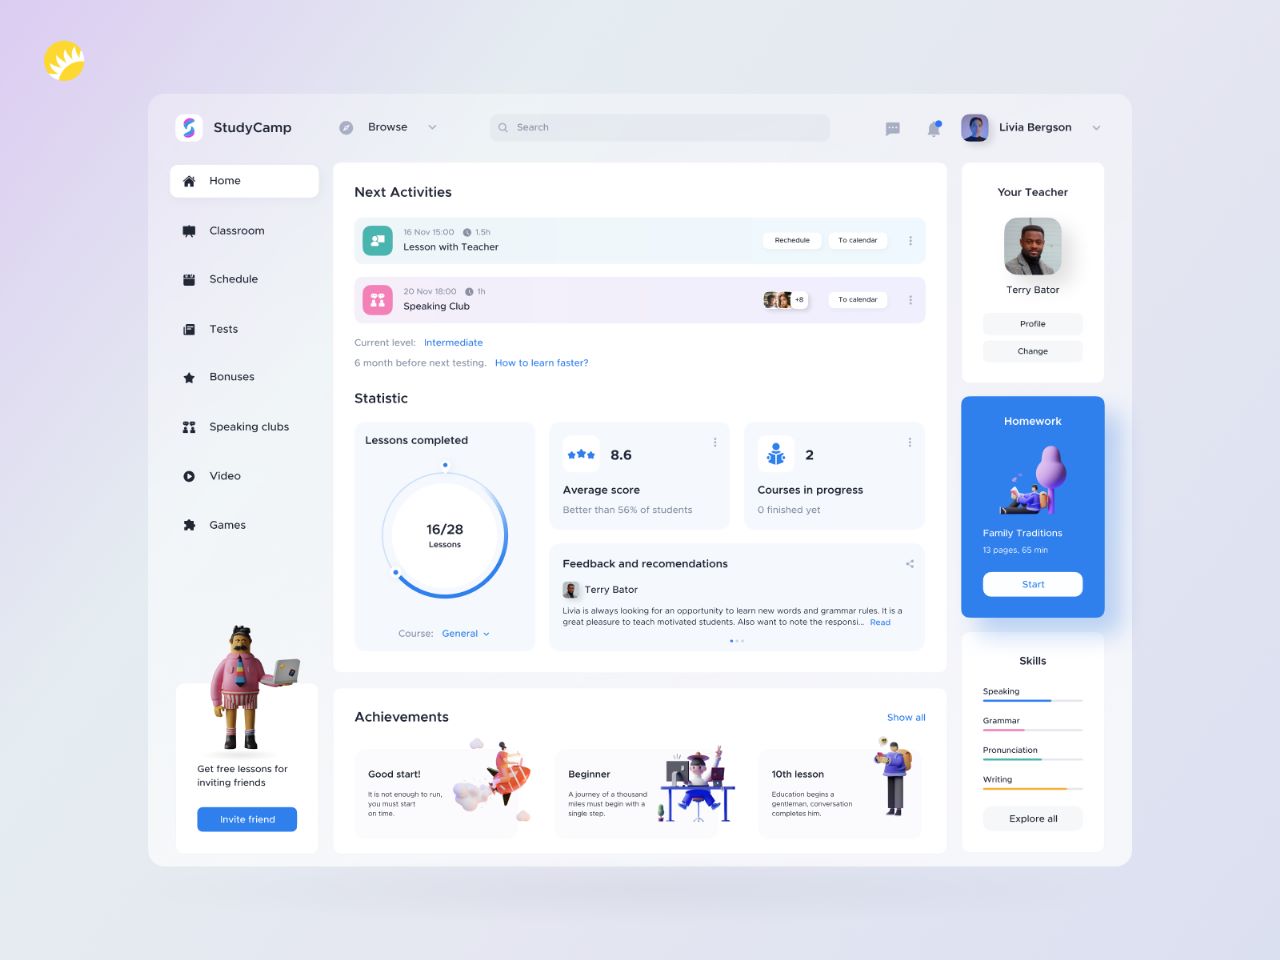 StudyCamp
Browse
Search
Livia Bergson
Home
Classroom
Schedule
Tests
Bonuses
Speaking clubs
Video
Games
Get free lessons for
inviting friends
Invite friend
Next Activities
16 Nov 15:00 1.5h
Lesson with Teacher
Rechedule
To calendar
20 Nov 18:00 1h
Speaking Club
+8
To calendar
Current level: Intermediate
6 month before next testing. How to learn faster?
Statistic
Lessons completed
16/28
Lessons
Course: General
8.6
Average score
Better than 56% of students
2
Courses in progress
0 finished yet
Feedback and recomendations
Terry Bator
Livia is always looking for an opportunity to learn new words and grammar rules. It is a
great pleasure to teach motivated students. Also want to note the responsi... Read
Achievements
Show all
Good start!
It is not enough to run,
you must start
on time.
Beginner
A journey of a thousand
miles must begin with a
single step.
10th lesson
Education begins a
gentleman, conversation
completes him.
Your Teacher
Terry Bator
Profile
Change
Homework
Family Traditions
13 pages, 65 min
Start
Skills
Speaking
Grammar
Pronunciation
Writing
Explore all